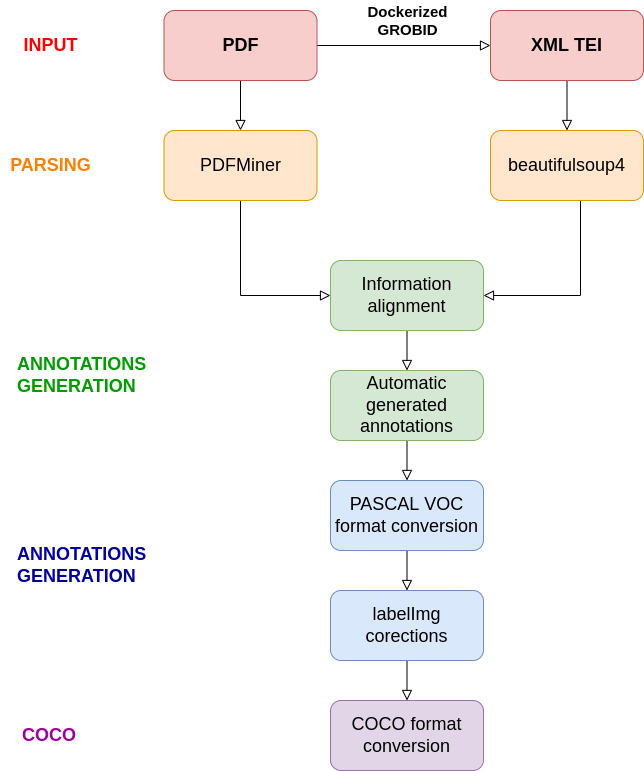 Dockerized
GROBID
INPUT
PDF
XML TEI
PARSING
PDFMiner
beautifulsoup4
Information
alignment
ANNOTATIONS
GENERATION
Automatic
generated
annotations
PASCAL VOC
format conversion
ANNOTATIONS
GENERATION
labelImg
corections
COCO
COCO format
conversion